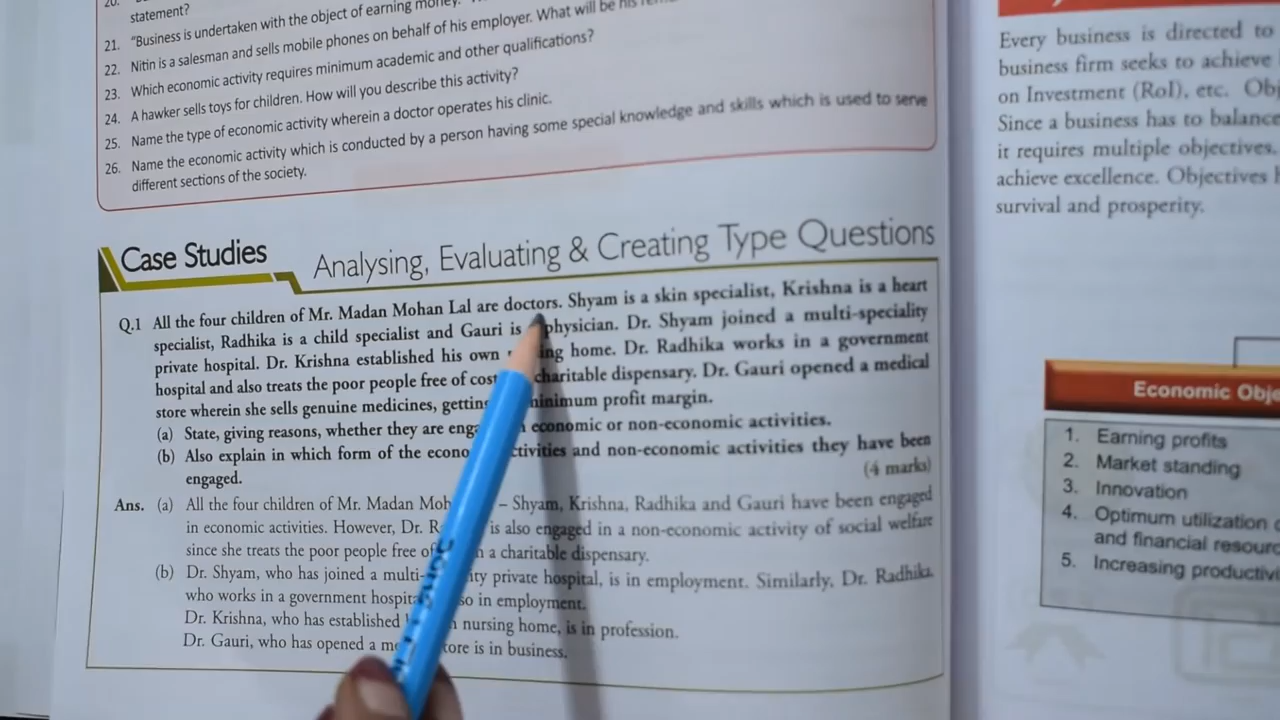 statement?
21. "Business is undertaken with the object of earning money."
22. Nitin is a salesman and sells mobile phones on behalf of his employer. What will be his
23. Which economic activity requires minimum academic and other qualifications?
24. A hawker sells toys for children. How will you describe this activity?
25. Name the type of economic activity wherein a doctor operates his clinic.
26. Name the economic activity which is conducted by a person having some special knowledge and skills which is used to serve
different sections of the society.
Case Studies Analysing, Evaluating & Creating Type Questions
Q.1 All the four children of Mr. Madan Mohan Lal are doctors. Shyam is a skin specialist, Krishna is a heart
specialist, Radhika is a child specialist and Gauri is physician. Dr. Shyam joined a multi-speciality
private hospital. Dr. Krishna established his own home. Dr. Radhika works in a government
hospital and also treats the poor people free of cost charitable dispensary. Dr. Gauri opened a medical
store wherein she sells genuine medicines, getting minimum profit margin.
(a) State, giving reasons, whether they are economic or non-economic activities.
(b) Also explain in which form of the activities and non-economic activities they have been
engaged. (4 marks)
Ans. (a) All the four children of Mr. Madan – Shyam, Krishna, Radhika and Gauri have been engaged
in economic activities. However, Dr. is also engaged in a non-economic activity of social welfare
since she treats the poor people free of a charitable dispensary.
(b) Dr. Shyam, who has joined a private hospital, is in employment. Similarly, Dr. Radhika,
who works in a government in employment.
Dr. Krishna, who has established nursing home, is in profession.
Dr. Gauri, who has opened a is in business.
Every business is directed to
business firm seeks to achieve
on Investment (RoI), etc.
Since a business has to balance
it requires multiple objectives.
achieve excellence. Objectives
survival and prosperity.
Economic
1. Earning profits
2. Market standing
3. Innovation
4. Optimum utilization
and financial
5. Increasing